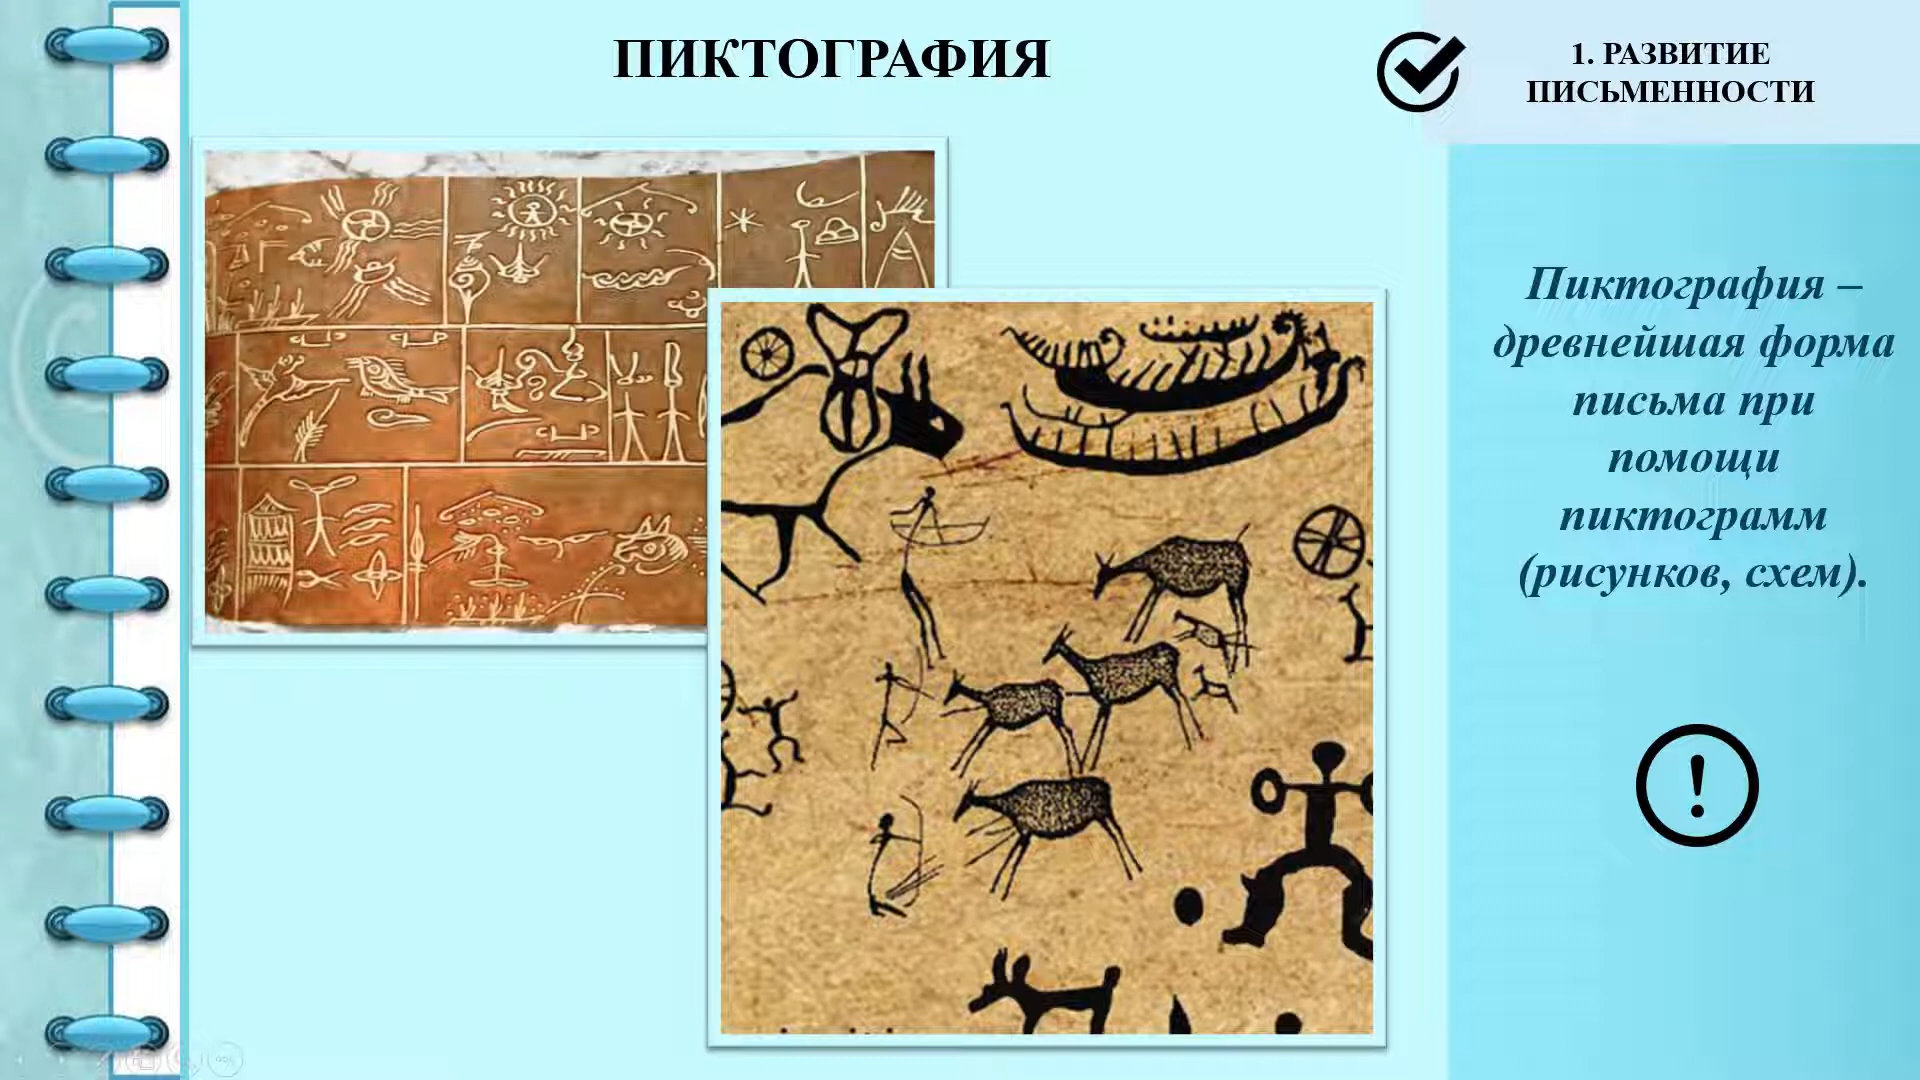 ПИКТОГРАФИЯ
1. РАЗВИТИЕ
ПИСЬМЕННОСТИ
Пиктография –
древнейшая форма
письма при
помощи
пиктограмм
(рисунков, схем).